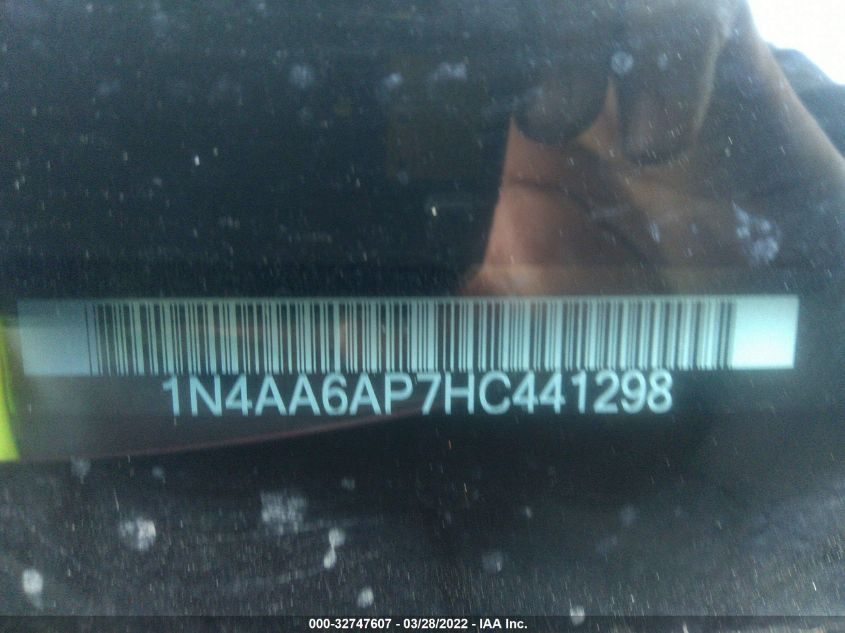 1N4AA6AP7HC441298
000-32747607 — 03/28/2022 - IAA Inc.